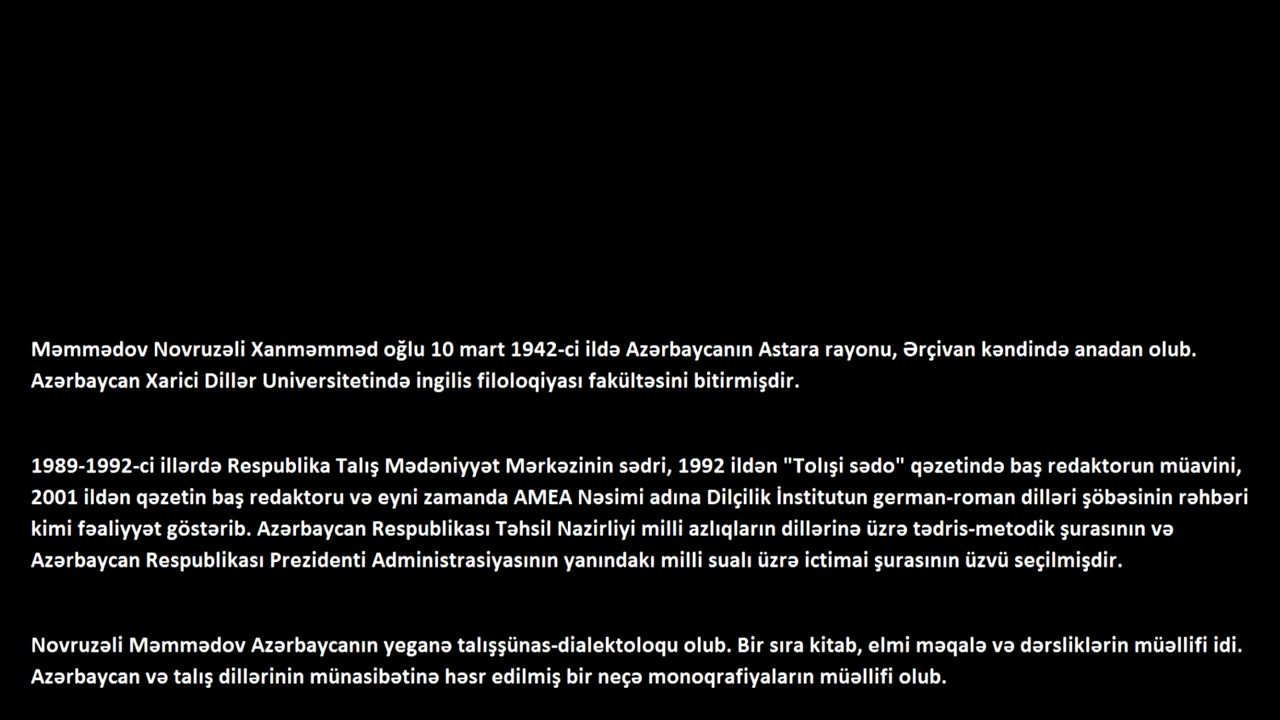 Məmmədov Novruzəli Xanməmməd oğlu 10 mart 1942-ci ildə Azərbaycanın Astara rayonu, Ərçivan kəndində anadan olub.
Azərbaycan Xarici Dillər Universitetində ingilis filoloqiyası fakültəsini bitirmişdir.
1989-1992-ci illərdə Respublika Talış Mədəniyyət Mərkəzinin sədri, 1992 ildən "Tolışi sədo" qəzetində baş redaktorun müavini,
2001 ildən qəzetin baş redaktoru və eyni zamanda AMEA Nəsimi adına Dilçilik İnstitutun german-roman dilləri şöbəsinin rəhbəri
kimi fəaliyyət göstərib. Azərbaycan Respublikası Təhsil Nazirliyi milli azlıqların dillərinə üzrə tədris-metodik şurasının və
Azərbaycan Respublikası Prezidenti Administrasiyasının yanındakı milli sualı üzrə ictimai şurasının üzvü seçilmişdir.
Novruzəli Məmmədov Azərbaycanın yeganə talışşünas-dialektoloqu olub. Bir sıra kitab, elmi məqalə və dərsliklərin müəllifi idi.
Azərbaycan və talış dillərinin münasibətinə həsr edilmiş bir neçə monoqrafiyaların müəllifi olub.